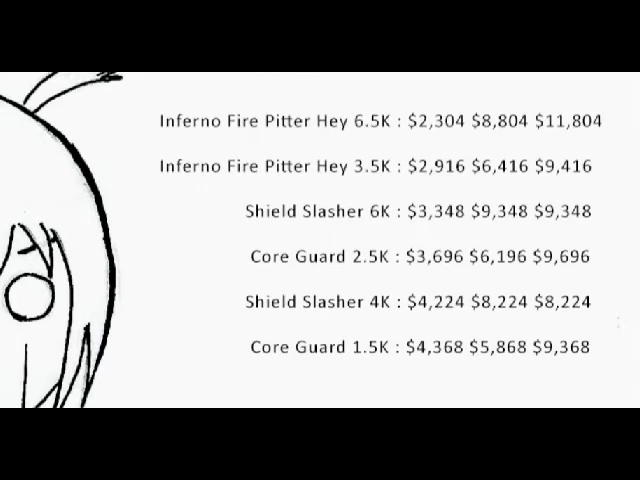 Inferno Fire Pitter Hey 6.5K : $2,304 $8,804 $11,804
Inferno Fire Pitter Hey 3.5K : $2,916 $6,416 $9,416
Shield Slasher 6K : $3,348 $9,348 $9,348
Core Guard 2.5K : $3,696 $6,196 $9,696
Shield Slasher 4K : $4,224 $8,224 $8,224
Core Guard 1.5K : $4,368 $5,868 $9,368